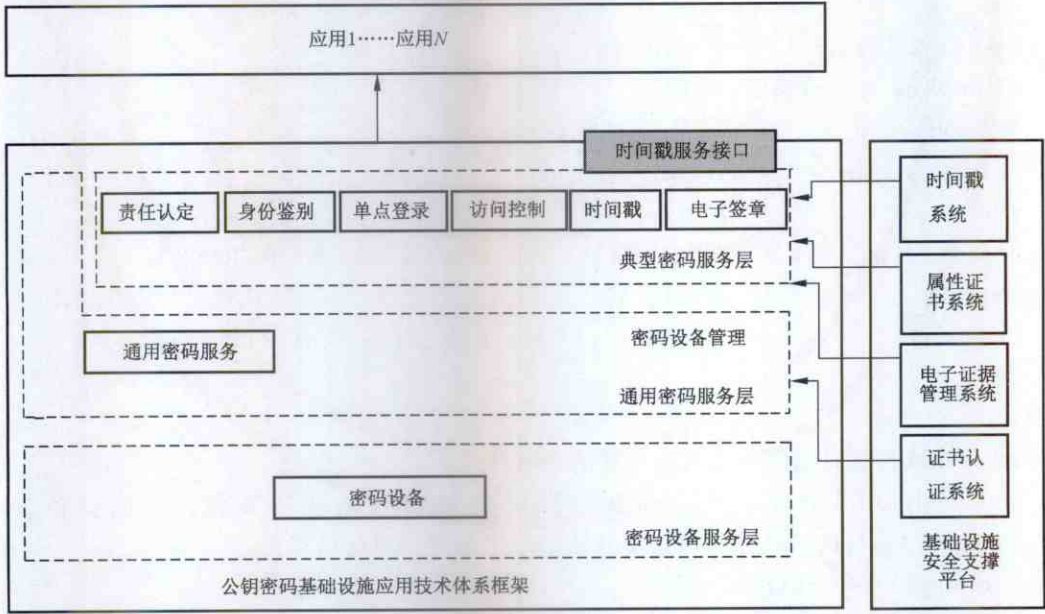 应用1……应用N
时间戳服务接口
责任认定
身份鉴别
单点登录
访问控制
时间戳
电子签章
典型密码服务层
通用密码服务
密码设备管理
通用密码服务层
密码设备
密码设备服务层
公钥密码基础设施应用技术体系框架
时间戳
系统
属性证
书系统
电子证据
管理系统
证书认
证系统
基础设施
安全支撑
平台